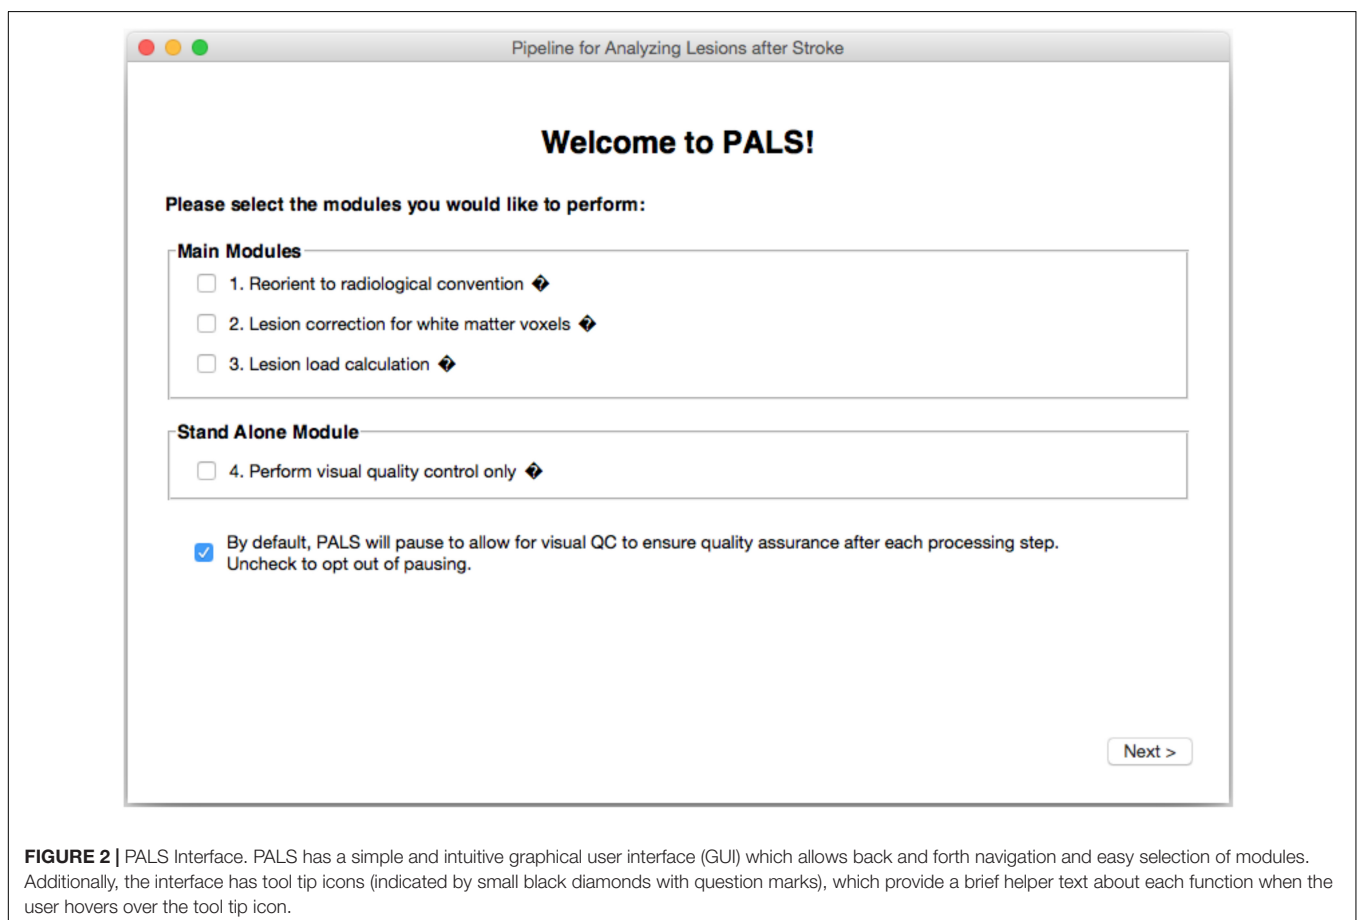 Pipeline for Analyzing Lesions after Stroke
Welcome to PALS!
Please select the modules you would like to perform:
Main Modules
1. Reorient to radiological convention �
2. Lesion correction for white matter voxels �
3. Lesion load calculation �
Stand Alone Module
4. Perform visual quality control only �
By default, PALS will pause to allow for visual QC to ensure quality assurance after each processing step.
Uncheck to opt out of pausing.
Next >
FIGURE 2 | PALS Interface. PALS has a simple and intuitive graphical user interface (GUI) which allows back and forth navigation and easy selection of modules.
Additionally, the interface has tool tip icons (indicated by small black diamonds with question marks), which provide a brief helper text about each function when the
user hovers over the tool tip icon.